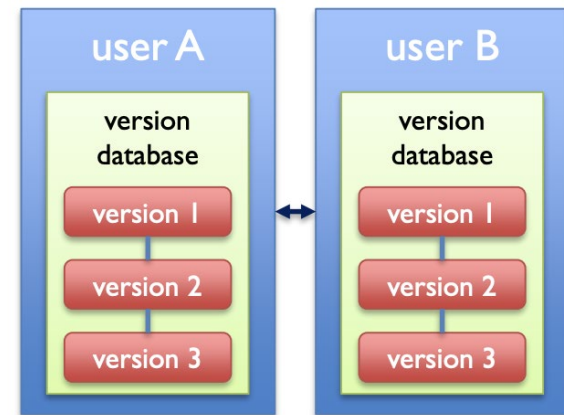 user A
version
database
version 1
version 2
version 3
user B
version
database
version 1
version 2
version 3